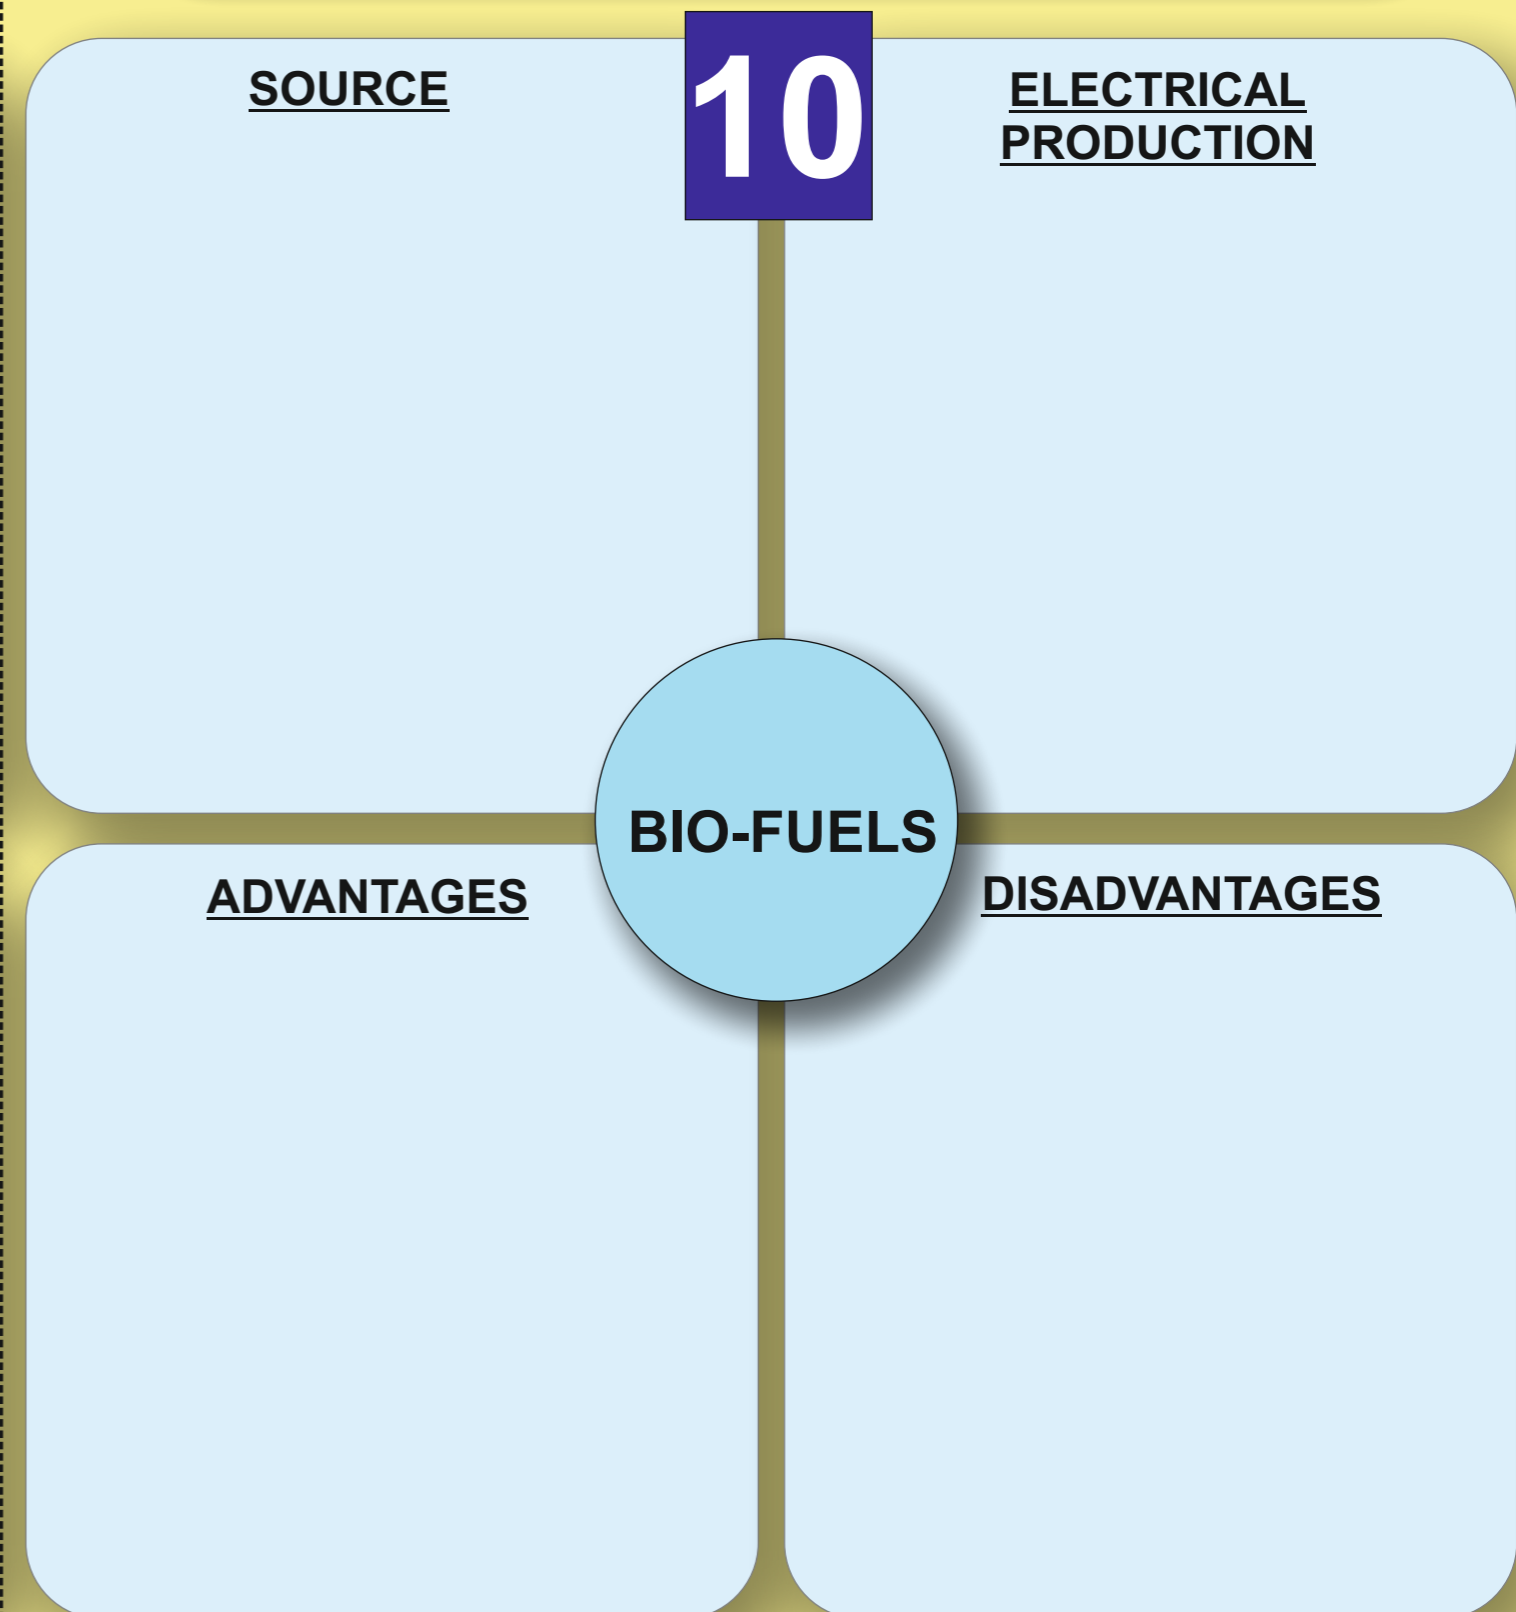 SOURCE
10
ELECTRICAL
PRODUCTION
BIO-FUELS
ADVANTAGES
DISADVANTAGES